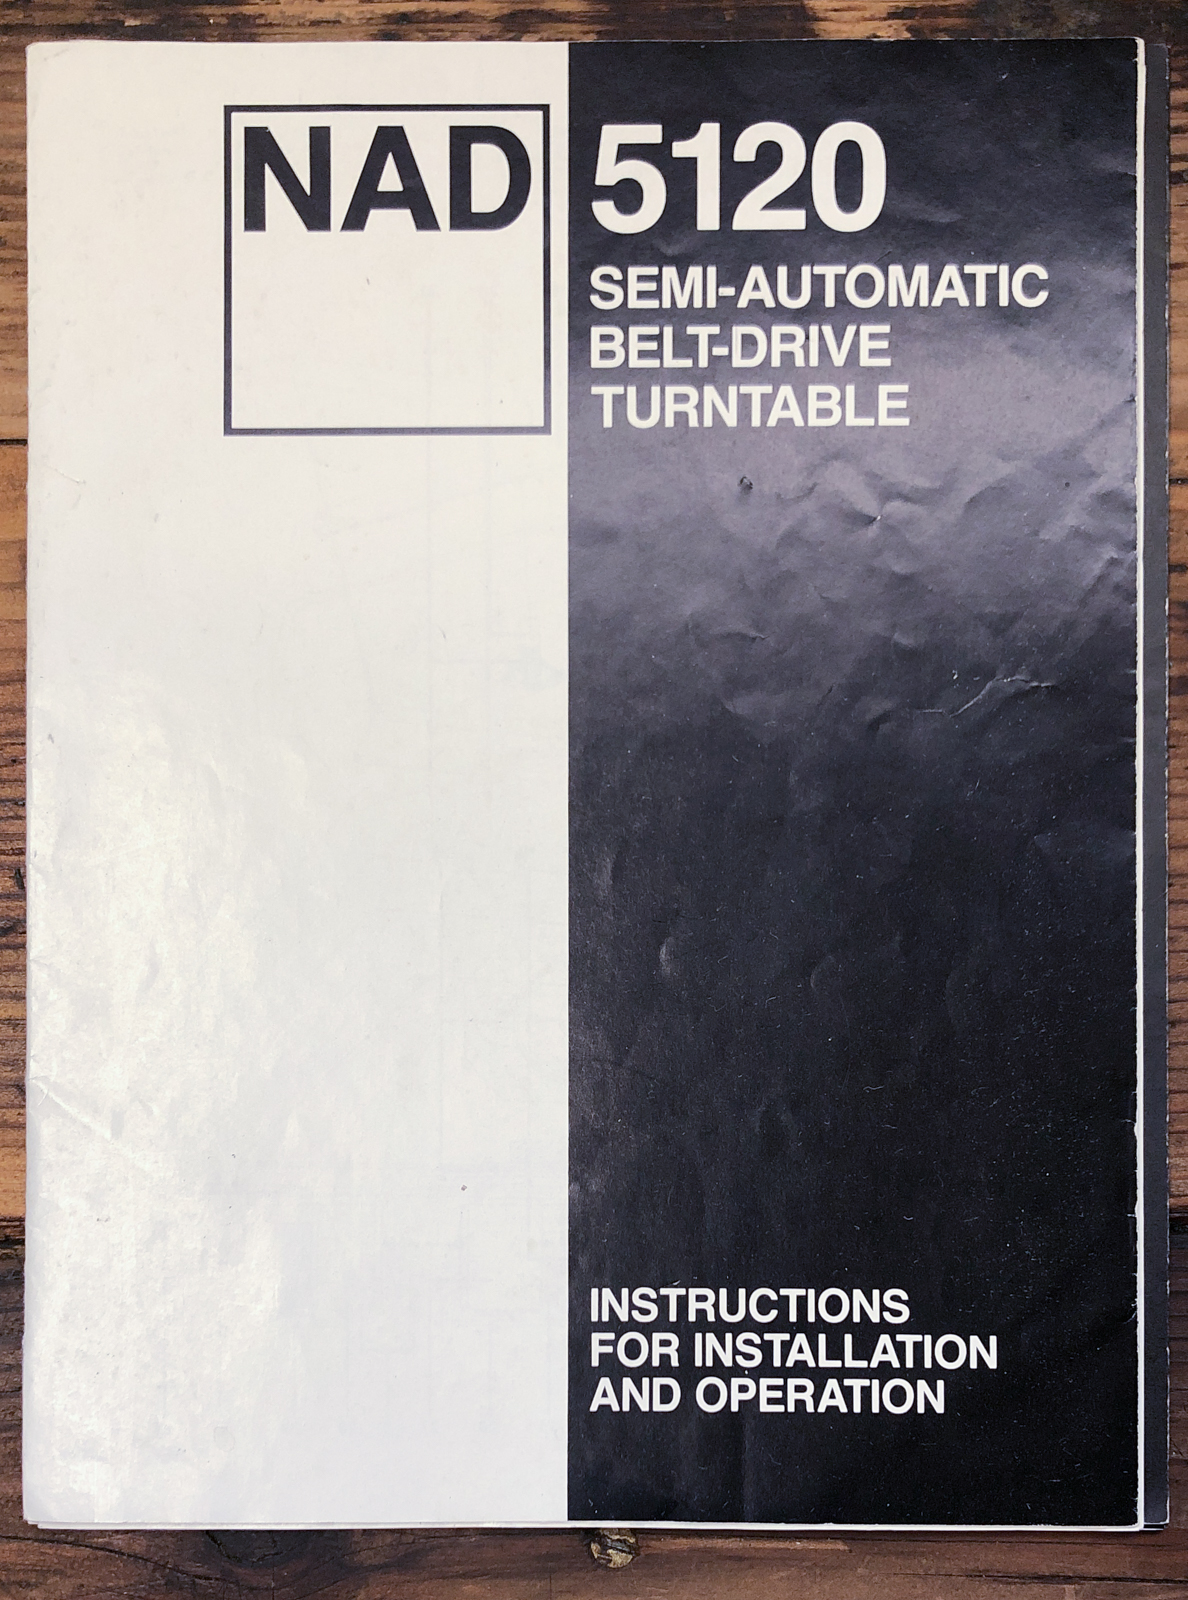 NAD
5120
SEMI-AUTOMATIC
BELT-DRIVE
TURNTABLE
INSTRUCTIONS
FOR INSTALLATION
AND OPERATION